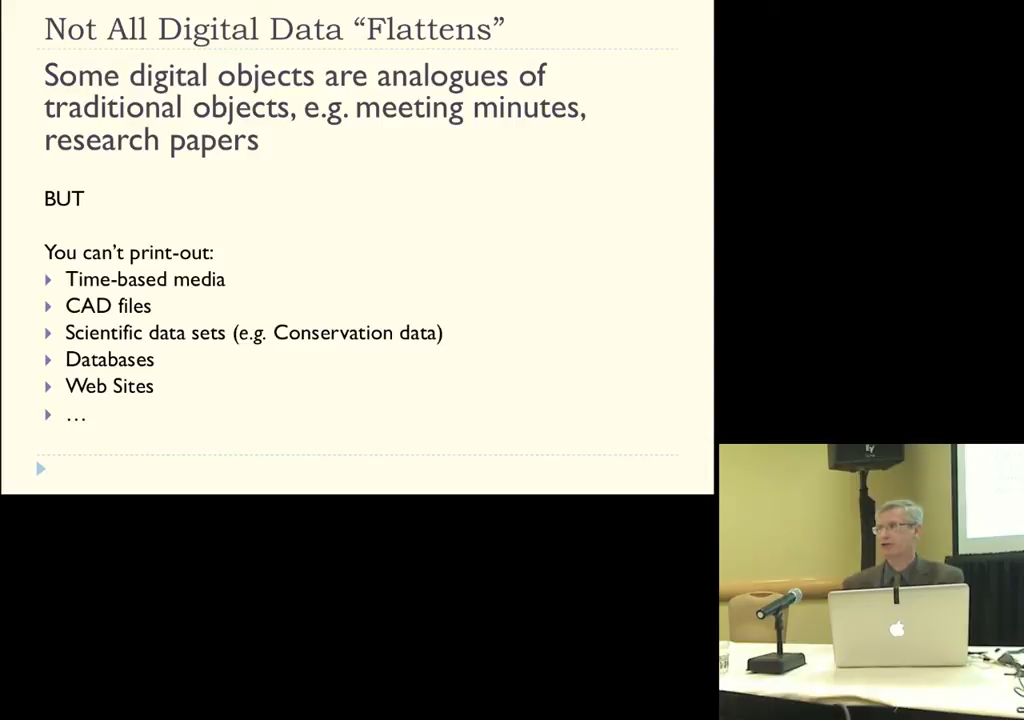 Not All Digital Data “Flattens”
Some digital objects are analogues of
traditional objects, e.g. meeting minutes,
research papers
BUT
You can’t print-out:
Time-based media
CAD files
Scientific data sets (e.g. Conservation data)
Databases
Web Sites
…